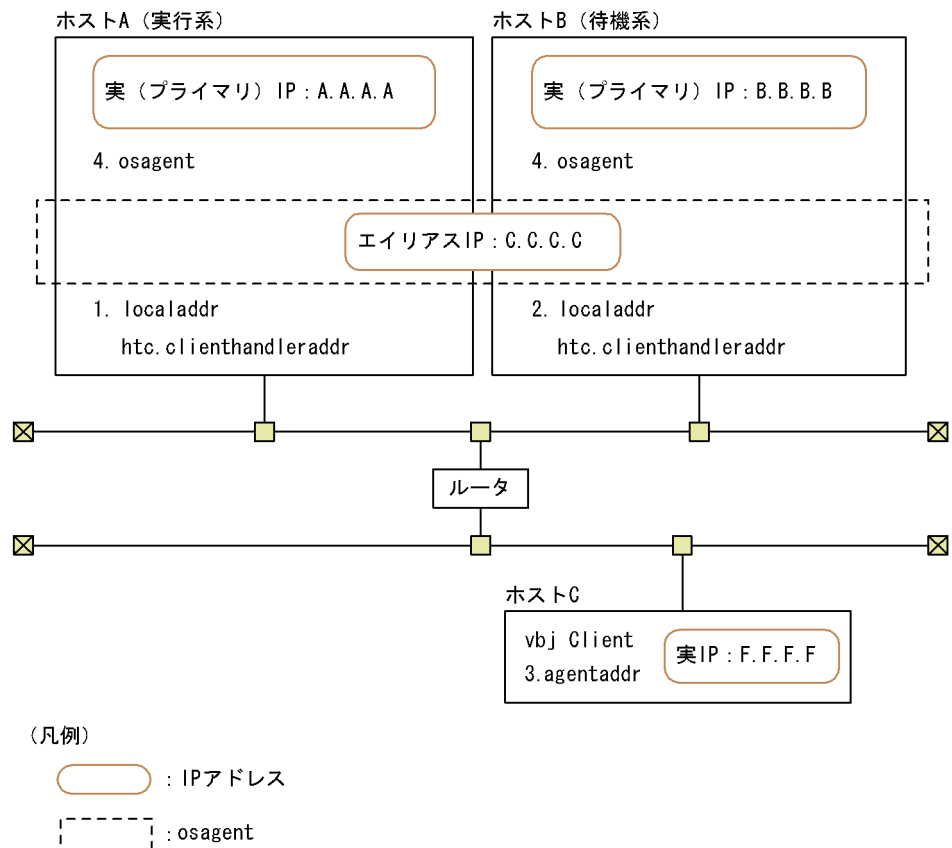 ホストA（実行系）
ホストB（待機系）
実（プライマリ）IP：A.A.A.A
実（プライマリ）IP：B.B.B.B
4. osagent
4. osagent
エイリアスIP：C.C.C.C
1. localaddr
htc.clienthandleraddr
2. localaddr
htc.clienthandleraddr
ルータ
ホストC
vbj Client
3.agentaddr
実IP：F.F.F.F
（凡例）
：IPアドレス
：osagent